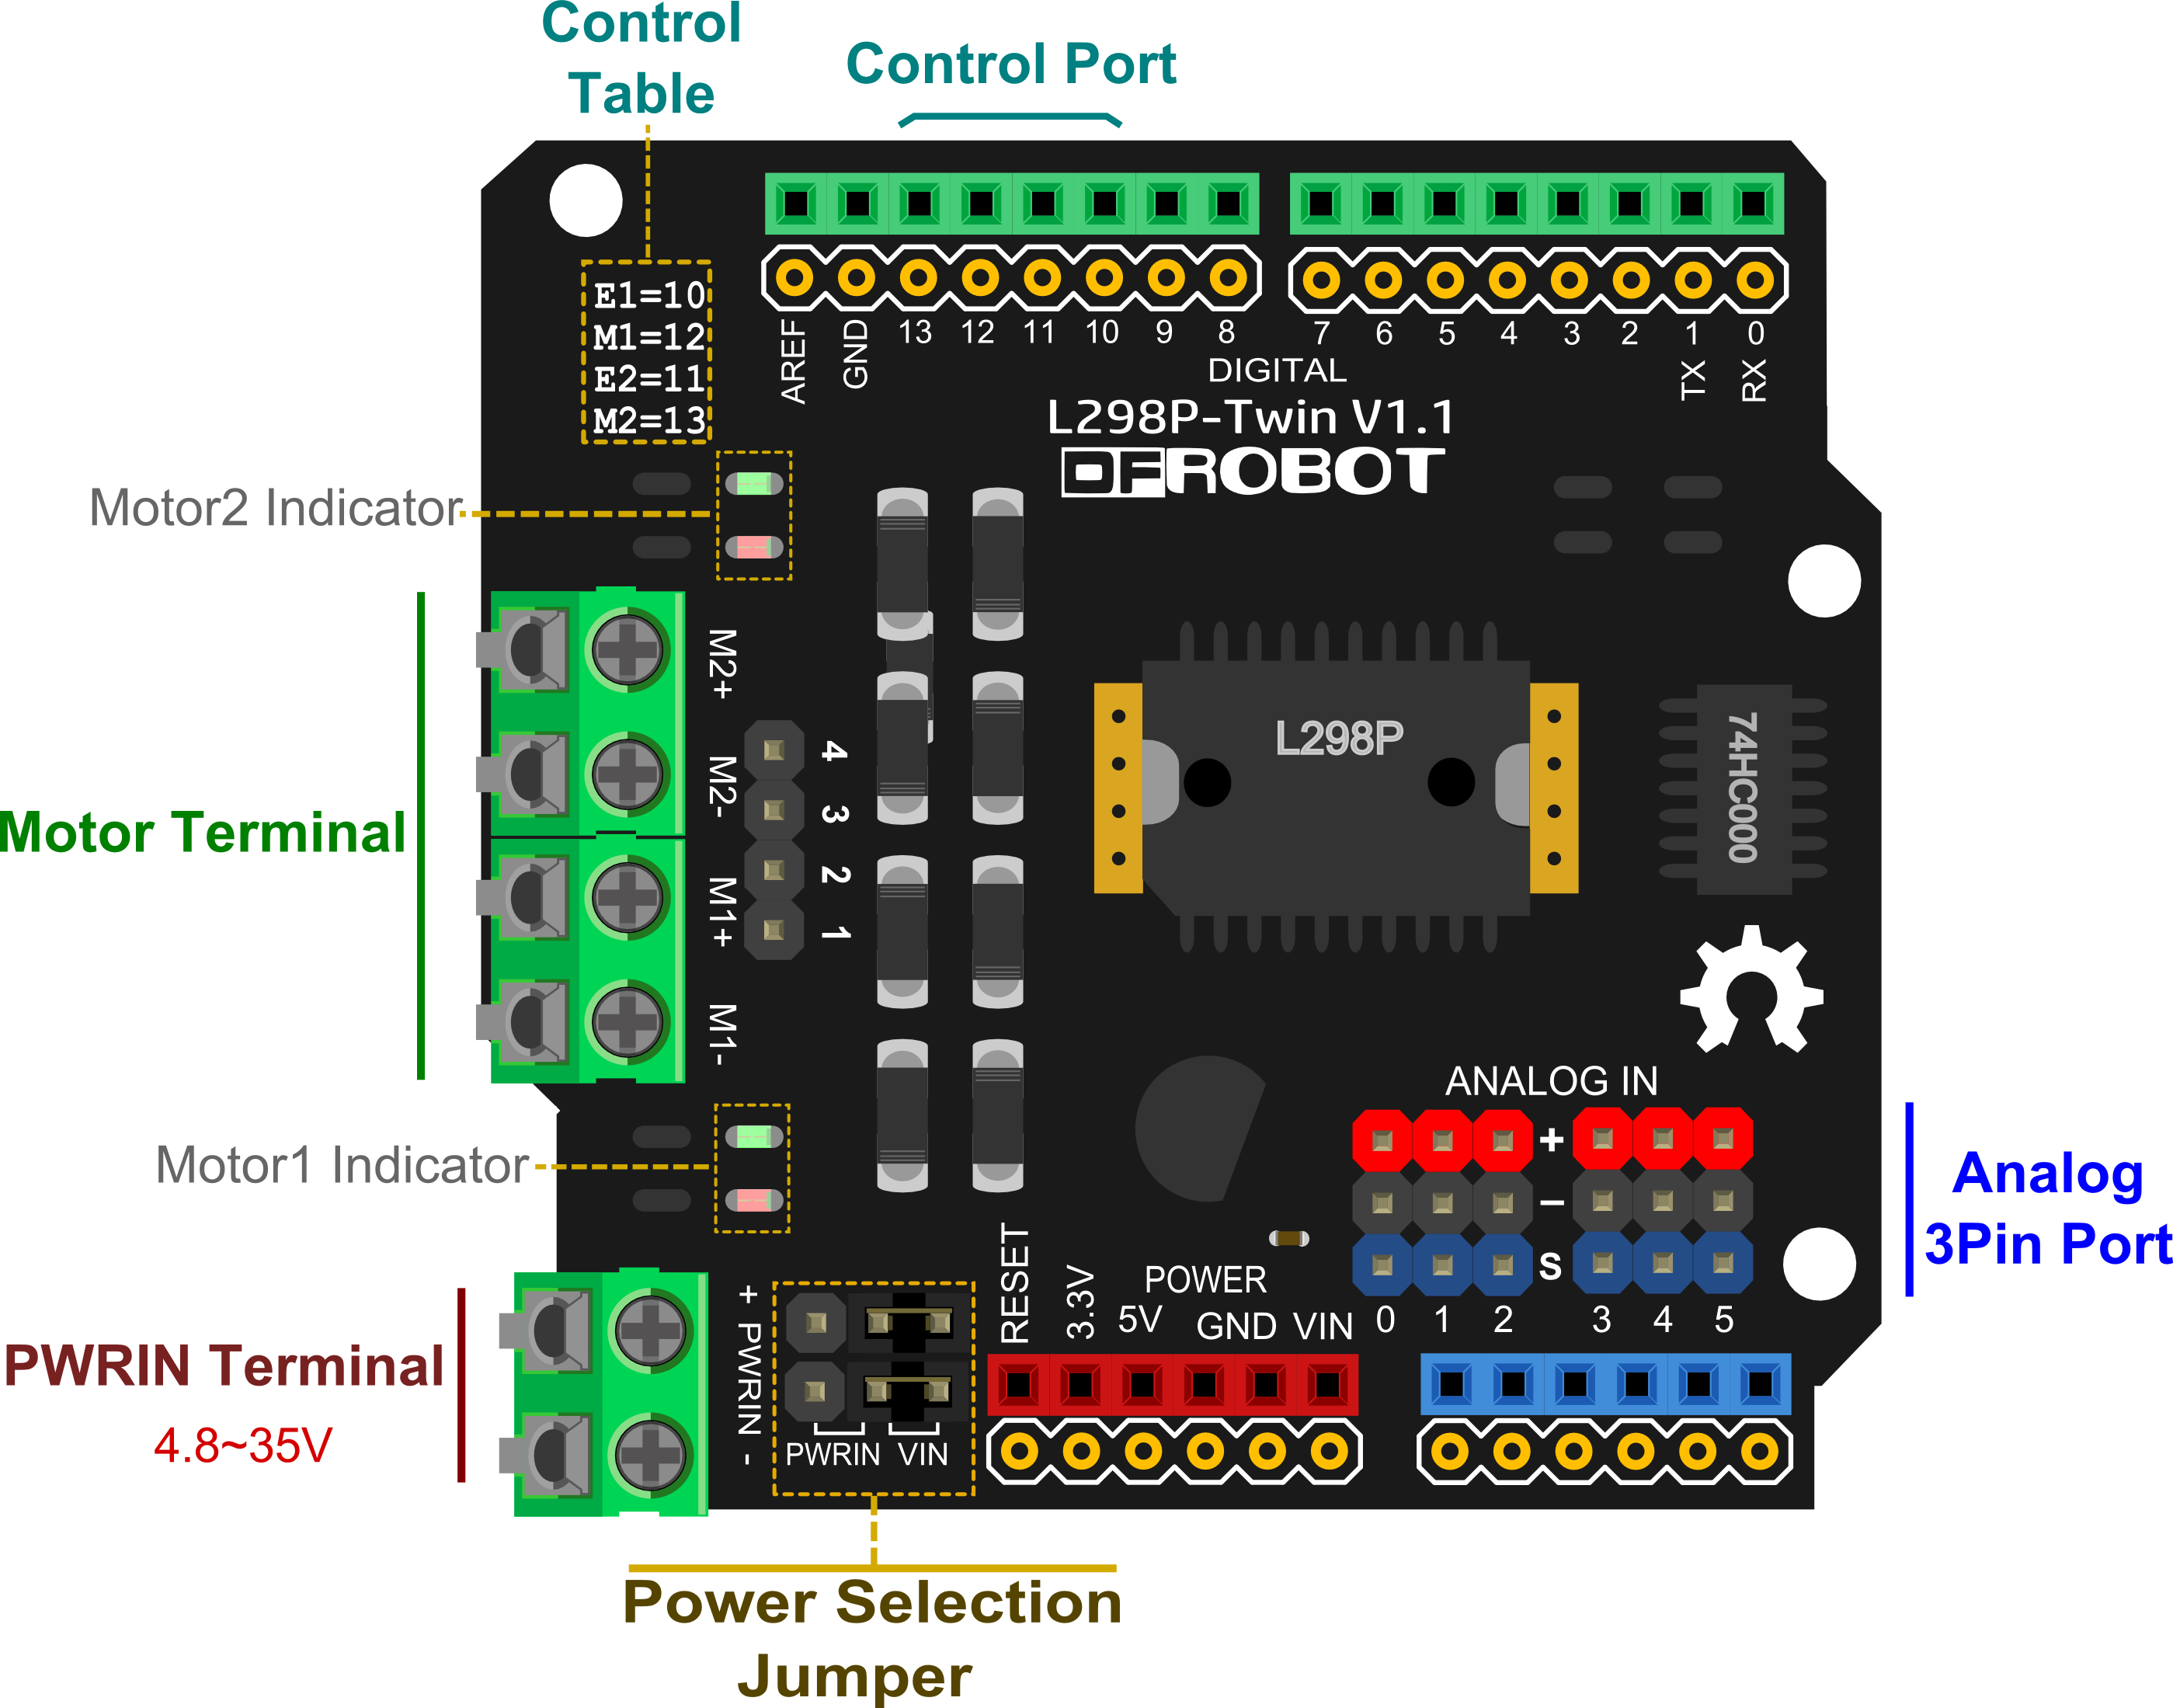 Control
Table
Control Port
E1=10
M1=12
E2=11
M2=13
AREF
GND
13
12
11
10
9
8
7
6
5
4
3
2
1
0
TX
RX
DIGITAL
L298P-Twin V1.1
DFROBOT
Motor2 Indicator
M2+
M2-
M1+
M1-
4
3
2
1
Motor Terminal
L298P
74HC000
Motor1 Indicator
ANALOG IN
+
−
S
0
1
2
3
4
5
Analog
3Pin Port
RESET
3.3V
POWER
5V
GND
VIN
PWRIN Terminal
4.8~35V
+ PWRIN -
PWRIN
VIN
Power Selection
Jumper